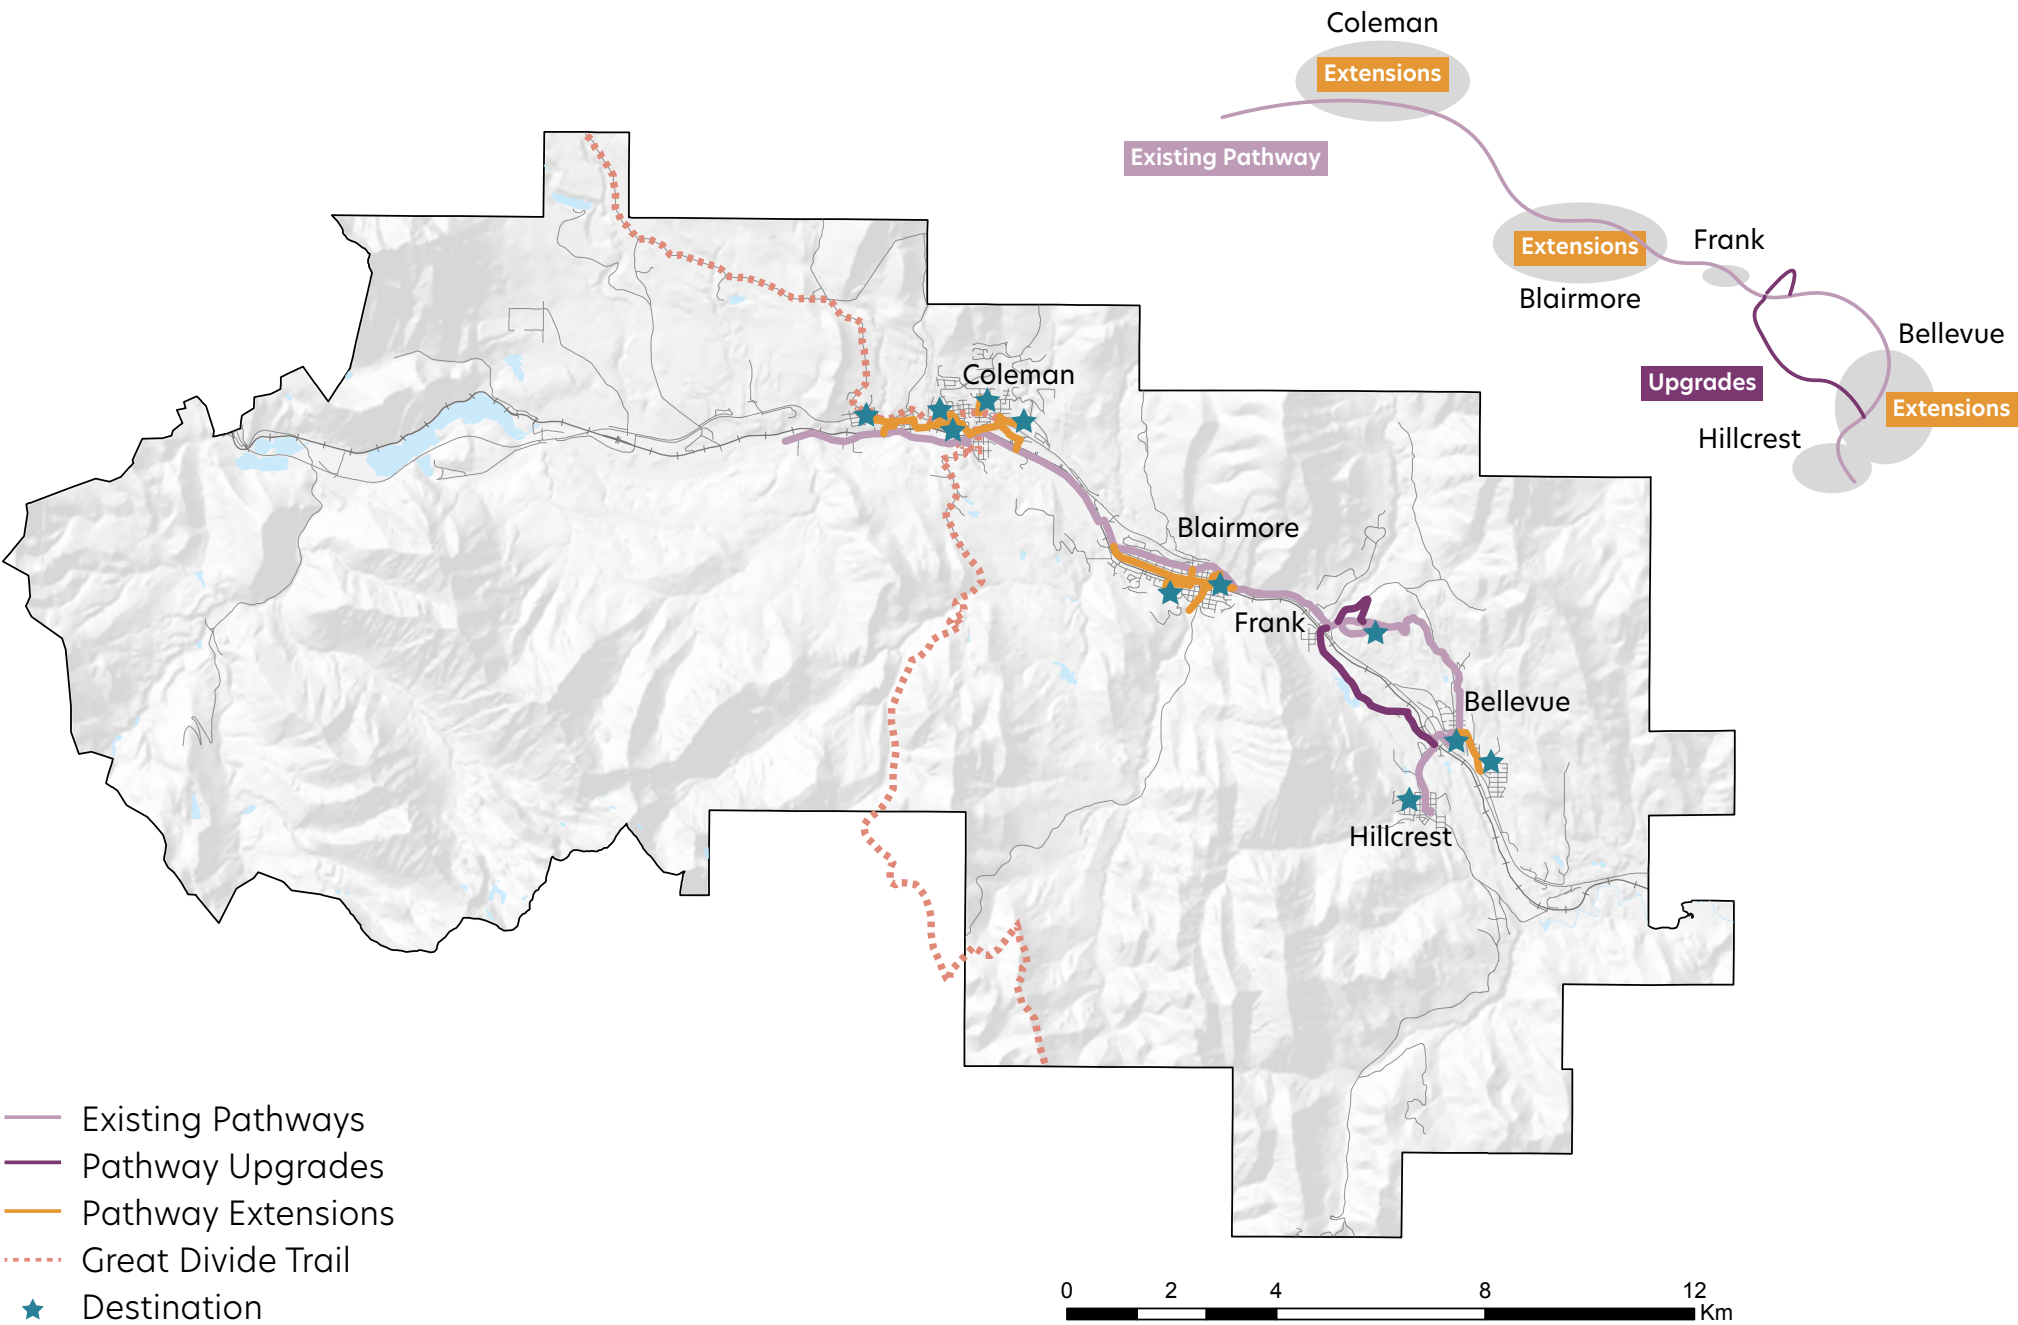 Coleman
Extensions
Existing Pathway
Extensions
Frank
Blairmore
Bellevue
Upgrades
Extensions
Hillcrest
Coleman
Blairmore
Frank
Bellevue
Hillcrest
Existing Pathways
Pathway Upgrades
Pathway Extensions
Great Divide Trail
Destination
0 2 4 8 12
Km